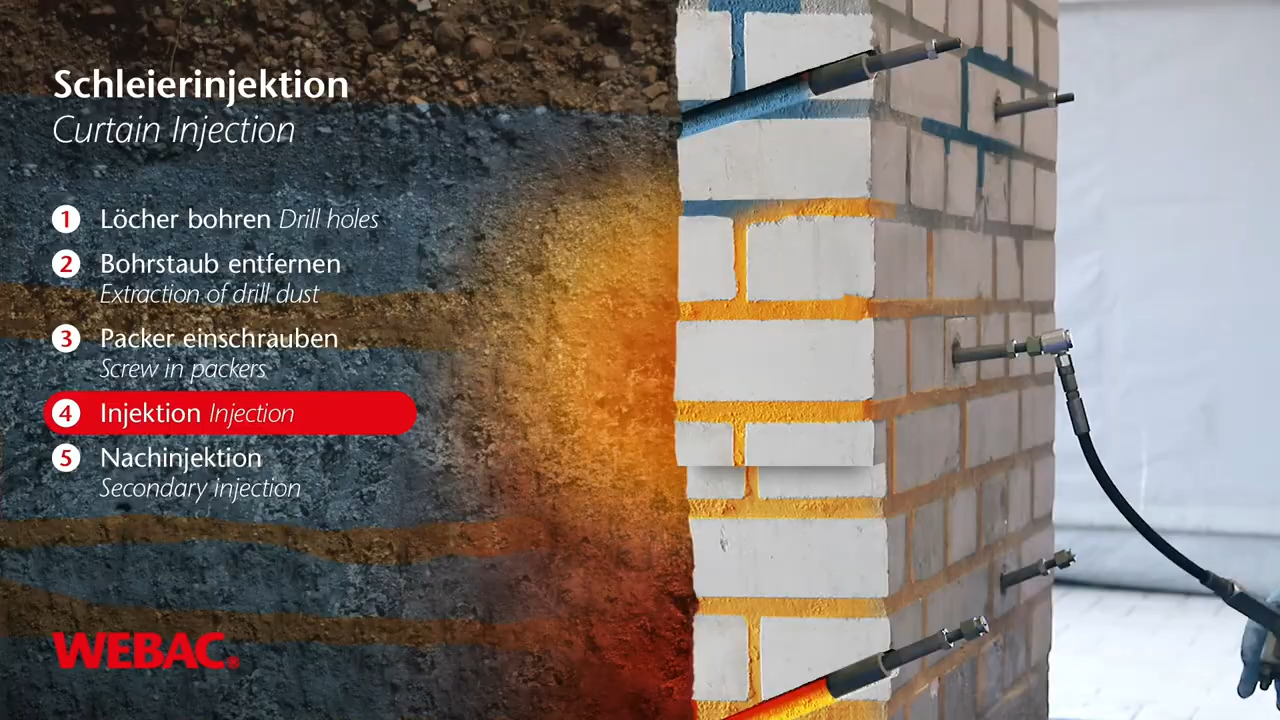 Schleierinjektion
Curtain Injection
1 Löcher bohren Drill holes
2 Bohrstaub entfernen
Extraction of drill dust
3 Packer einschrauben
Screw in packers
4 Injektion Injection
5 Nachinjektion
Secondary injection
WEBAC®